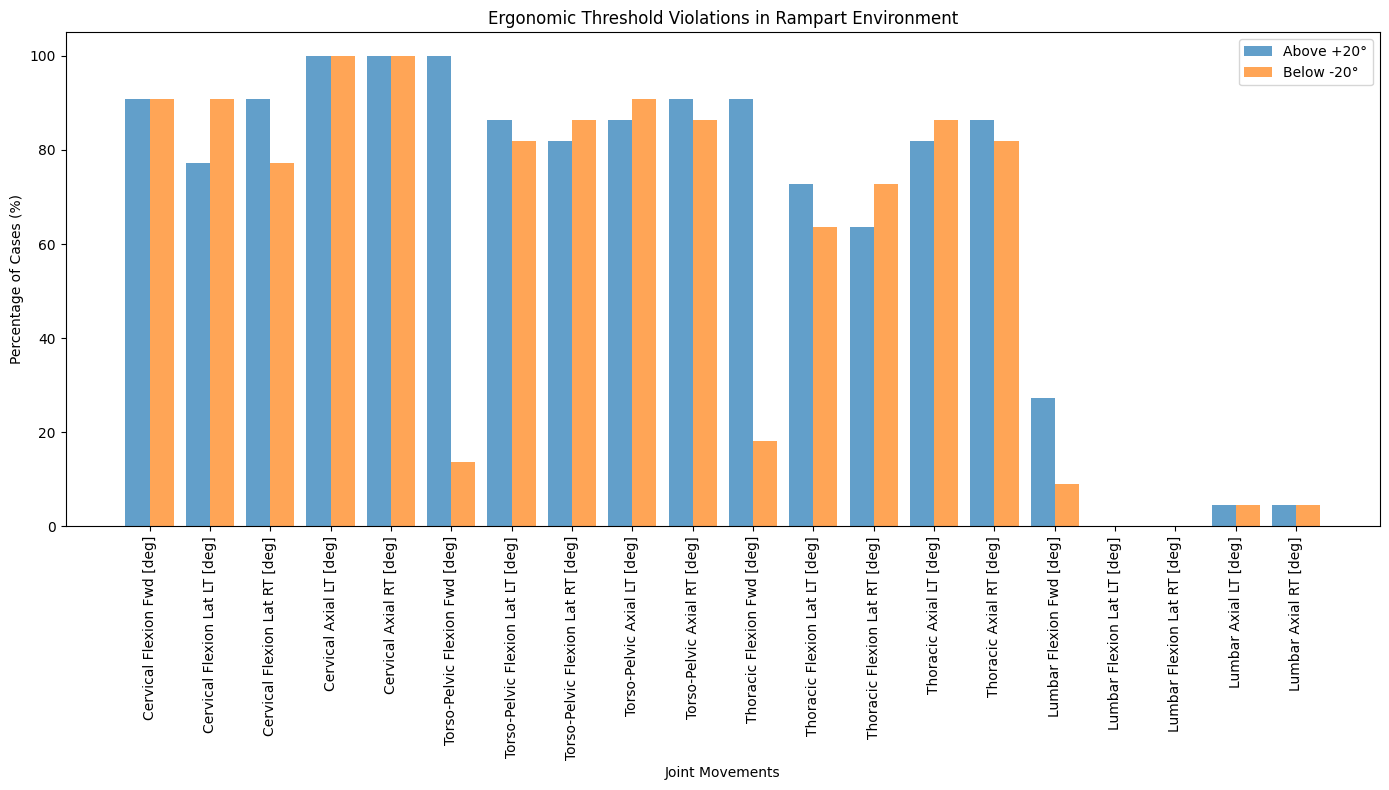 Ergonomic Threshold Violations in Rampart Environment
Above +20°
Below -20°
Percentage of Cases (%)
100
80
60
40
20
0
Cervical Flexion Fwd [deg]
Cervical Flexion Lat LT [deg]
Cervical Flexion Lat RT [deg]
Cervical Axial LT [deg]
Cervical Axial RT [deg]
Torso-Pelvic Flexion Fwd [deg]
Torso-Pelvic Flexion Lat LT [deg]
Torso-Pelvic Flexion Lat RT [deg]
Torso-Pelvic Axial LT [deg]
Torso-Pelvic Axial RT [deg]
Thoracic Flexion Fwd [deg]
Thoracic Flexion Lat LT [deg]
Thoracic Flexion Lat RT [deg]
Thoracic Axial LT [deg]
Thoracic Axial RT [deg]
Lumbar Flexion Fwd [deg]
Lumbar Flexion Lat LT [deg]
Lumbar Flexion Lat RT [deg]
Lumbar Axial LT [deg]
Lumbar Axial RT [deg]
Joint Movements